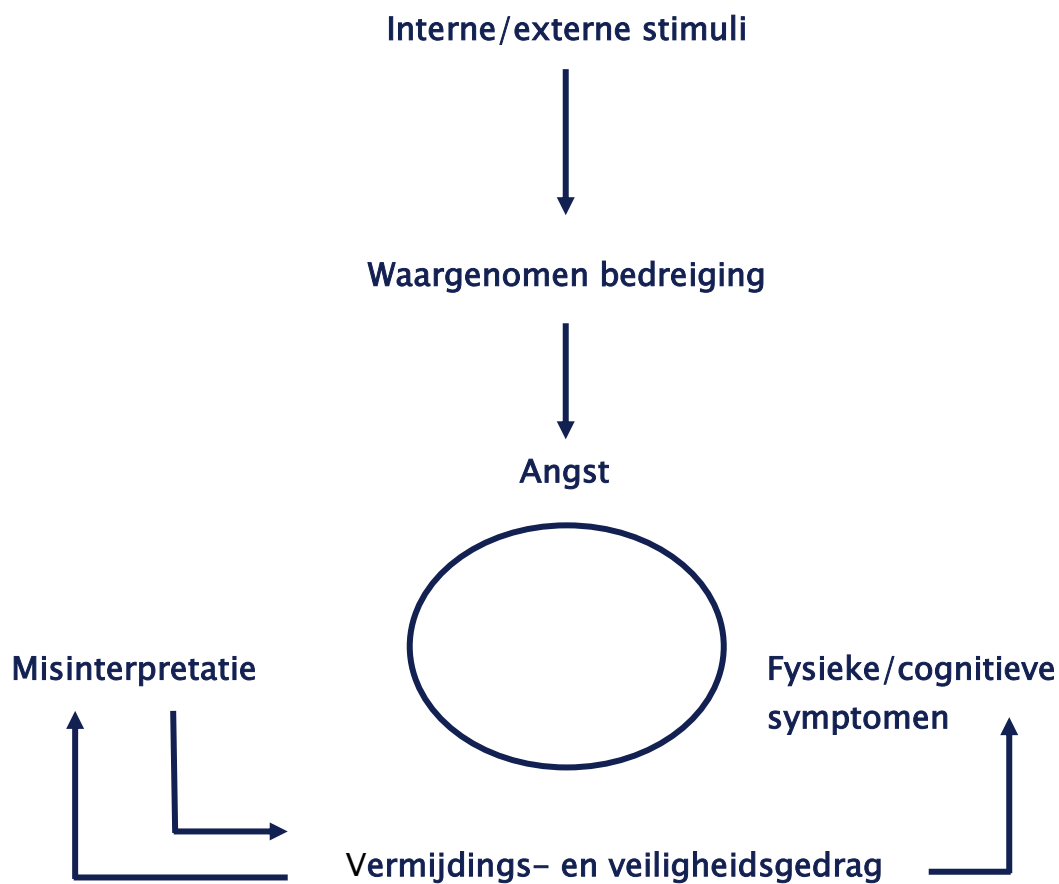 Interne/externe stimuli
Waargenomen bedreiging
Angst
Misinterpretatie
Fysieke/cognitieve
symptomen
Vermijdings- en veiligheidsgedrag